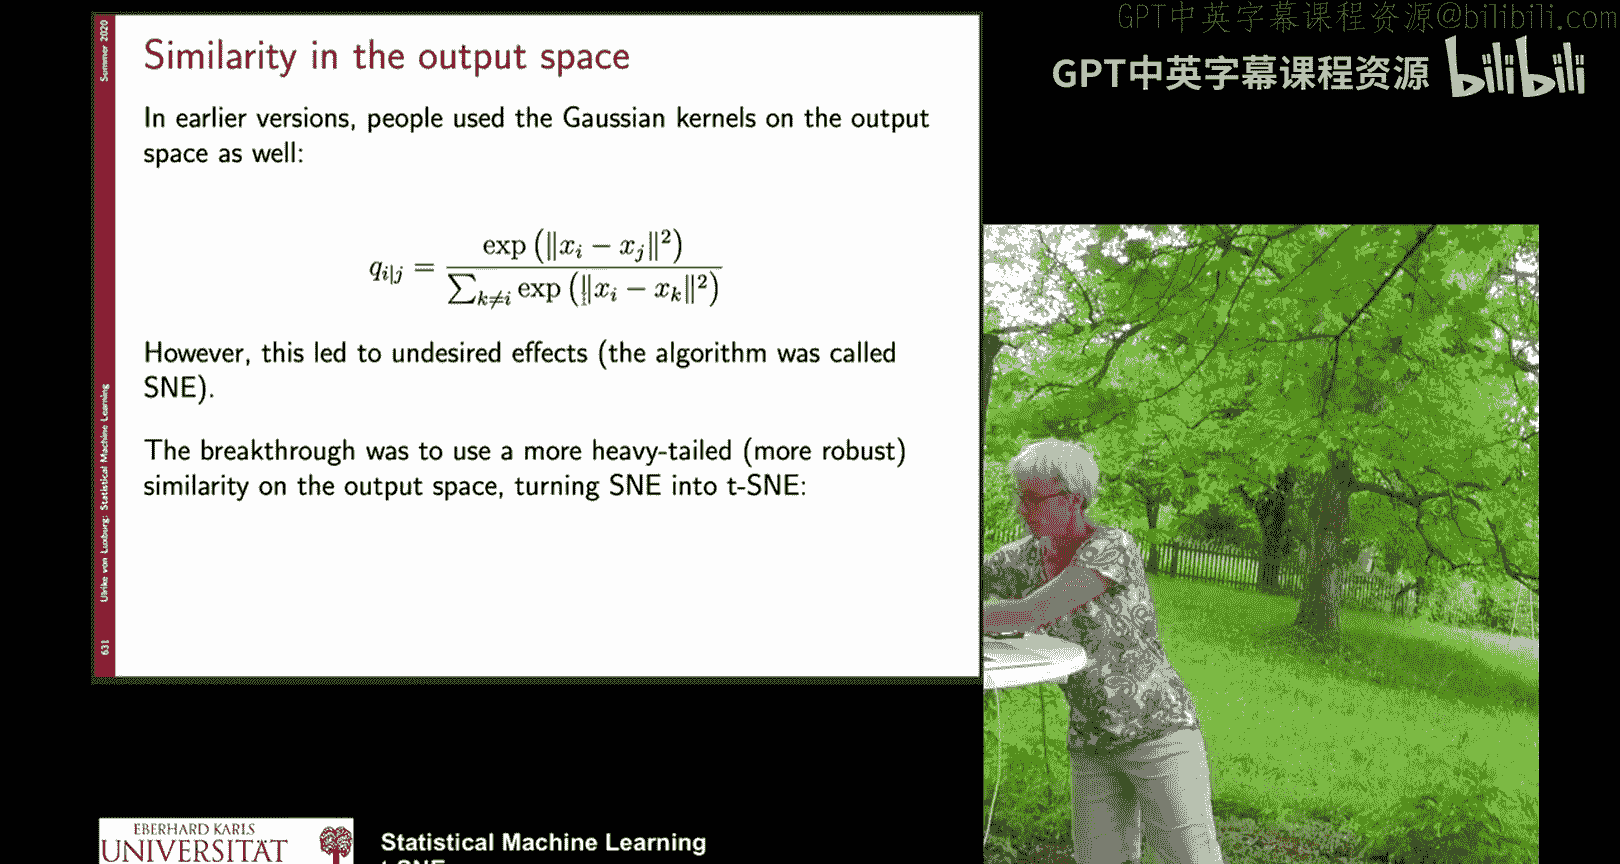 GPT中英字幕课程资源@bilibili.com
GPT中英字幕课程资源 bilibili
Summer 2020
Ulrike von Luxburg: Statistical Machine Learning
631
Similarity in the output space
In earlier versions, people used the Gaussian kernels on the output
space as well:
q_{i|j} = exp (‖x_i − x_j‖²) / ∑_{k≠i} exp (‖x_i − x_k‖²)
However, this led to undesired effects (the algorithm was called
SNE).
The breakthrough was to use a more heavy-tailed (more robust)
similarity on the output space, turning SNE into t-SNE:
EBERHARD KARLS
UNIVERSITÄT
Statistical Machine Learning
t-SNE